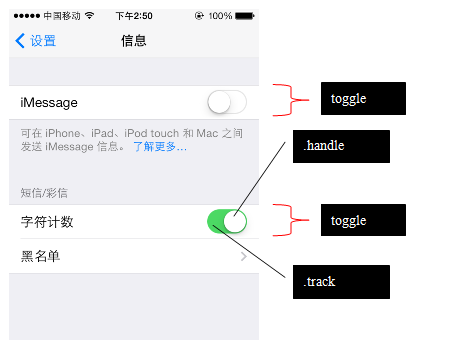 中国移动 下午2:50 100%
设置 信息
iMessage
toggle
可在 iPhone、iPad、iPod touch 和 Mac 之间
发送 iMessage 信息。 了解更多...
.handle
短信/彩信
字符计数
toggle
黑名单
.track